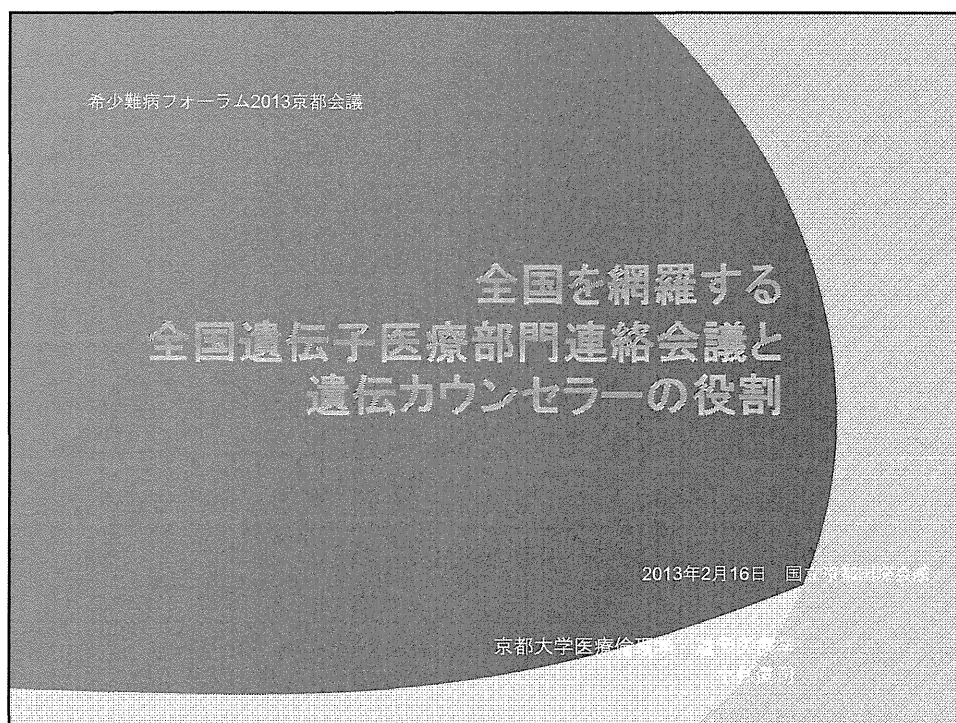 希少難病フォーラム2013京都会議
全国を網羅する
全国遺伝子医療部門連絡会議と
遺伝カウンセラーの役割
2013年2月16日 国立
京都大学医療倫理